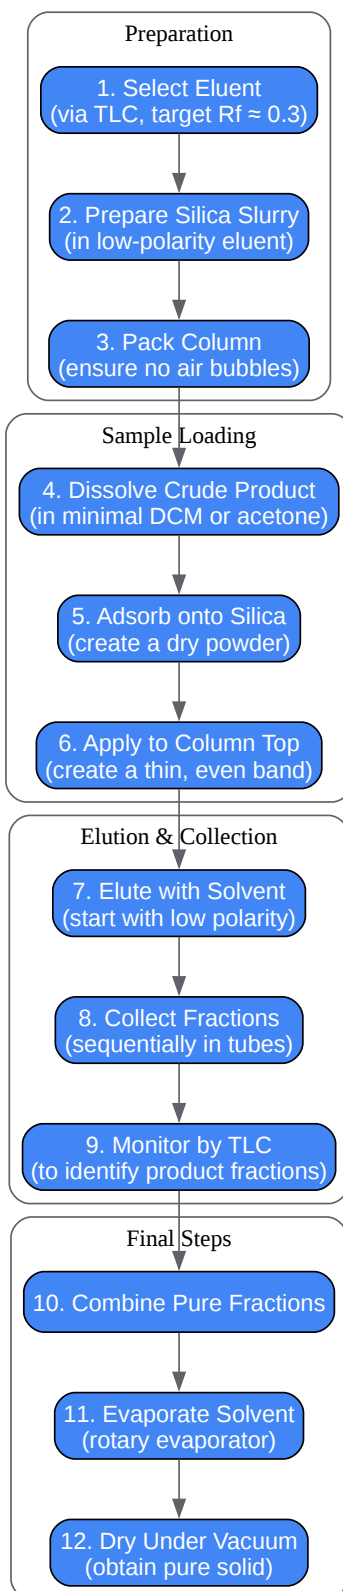 Preparation
1. Select Eluent
(via TLC, target Rf ≈ 0.3)
2. Prepare Silica Slurry
(in low-polarity eluent)
3. Pack Column
(ensure no air bubbles)
Sample Loading
4. Dissolve Crude Product
(in minimal DCM or acetone)
5. Adsorb onto Silica
(create a dry powder)
6. Apply to Column Top
(create a thin, even band)
Elution & Collection
7. Elute with Solvent
(start with low polarity)
8. Collect Fractions
(sequentially in tubes)
9. Monitor by TLC
(to identify product fractions)
Final Steps
10. Combine Pure Fractions
11. Evaporate Solvent
(rotary evaporator)
12. Dry Under Vacuum
(obtain pure solid)